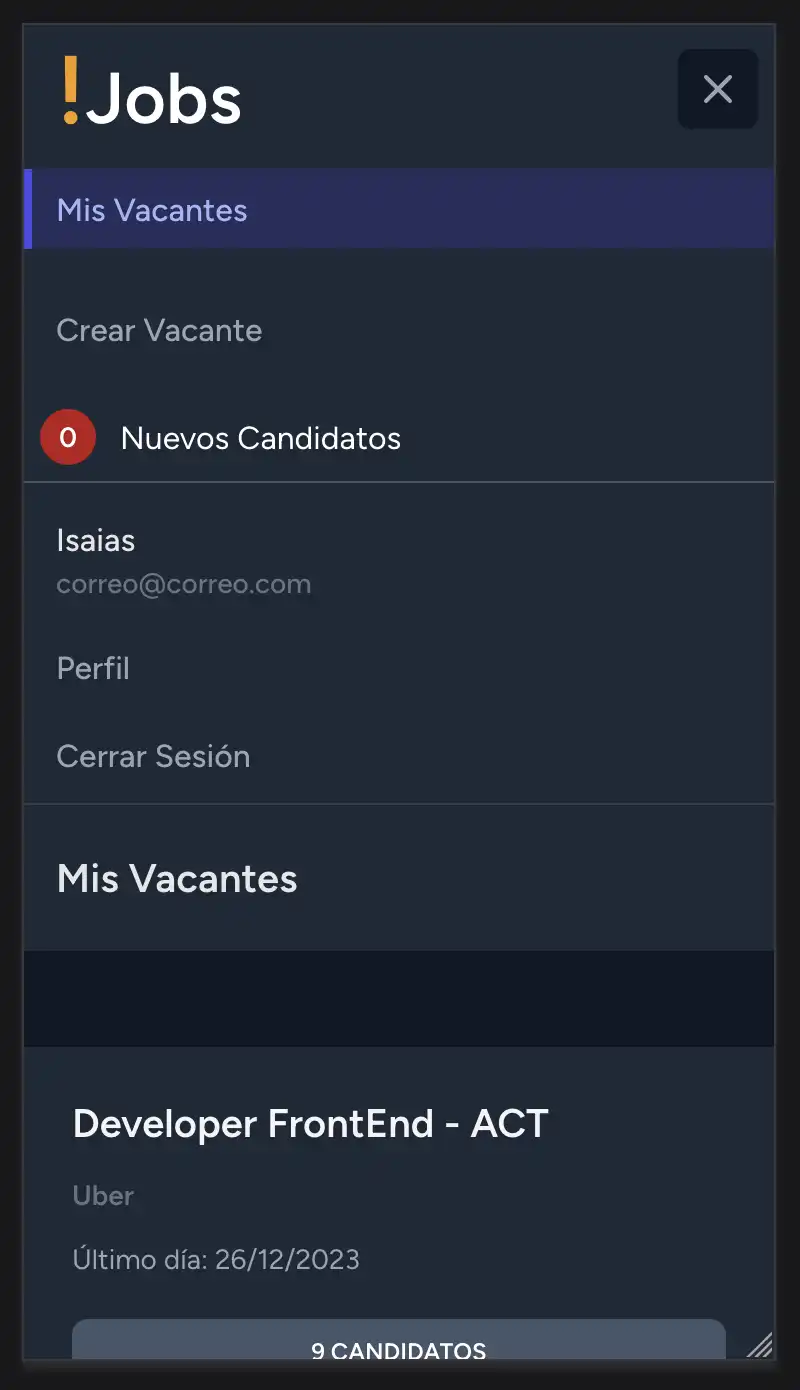 !Jobs
Mis Vacantes
Crear Vacante
0 Nuevos Candidatos
Isaias
correo@correo.com
Perfil
Cerrar Sesión
Mis Vacantes
Developer FrontEnd - ACT
Uber
Último día: 26/12/2023
9 CANDIDATOS